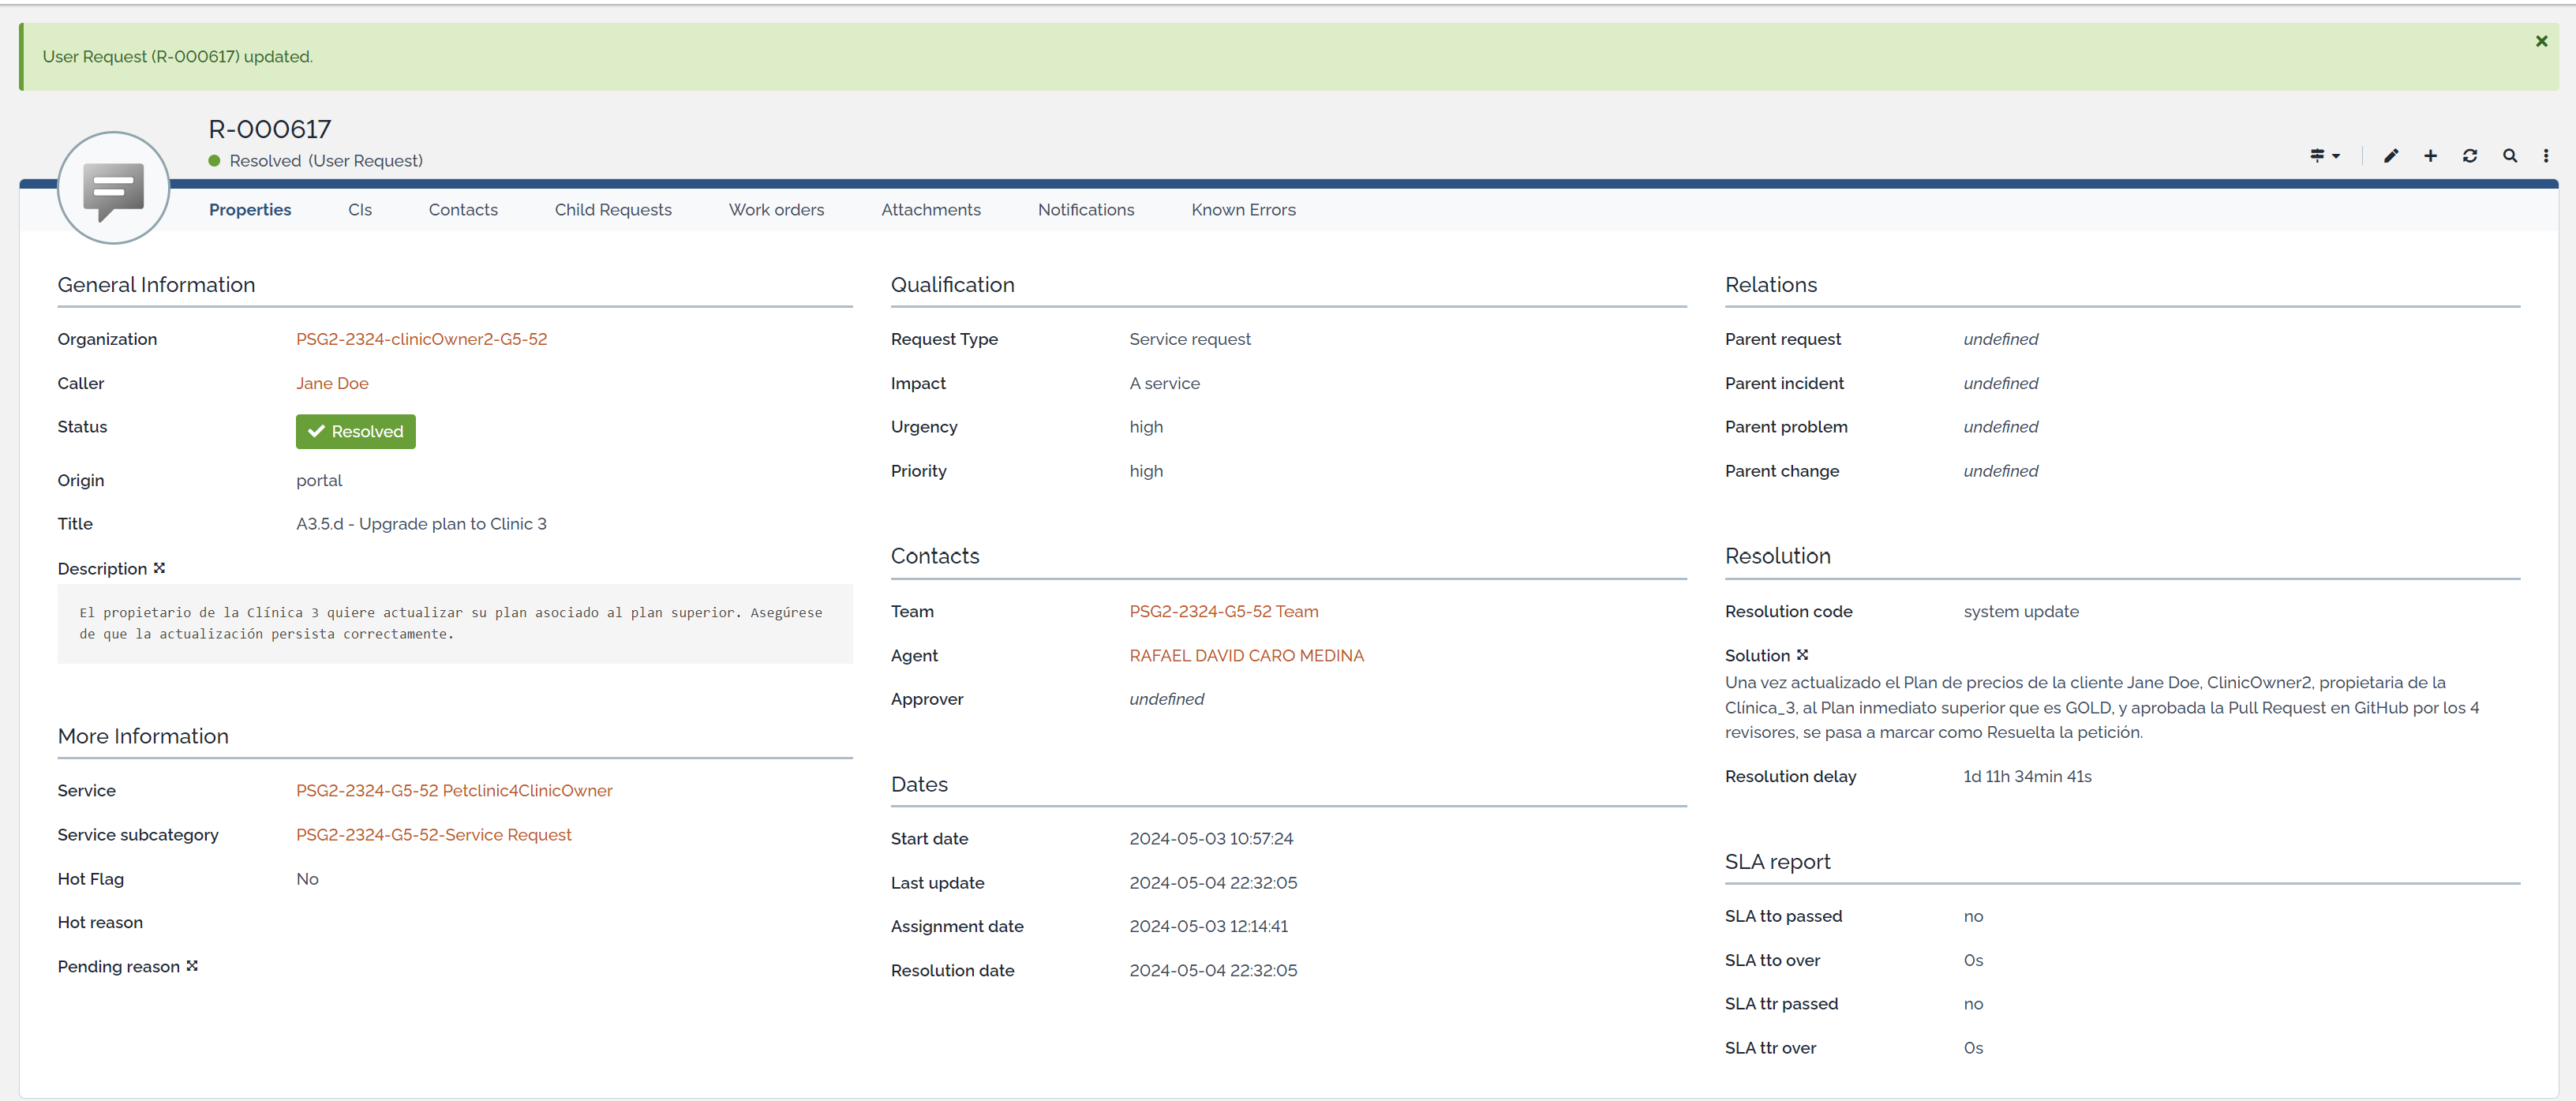 User Request (R-000617) updated.
R-000617
Resolved (User Request)
Properties CIs Contacts Child Requests Work orders Attachments Notifications Known Errors
General Information
Organization PSG2-2324-clinicOwner2-G5-52
Caller Jane Doe
Status Resolved
Origin portal
Title A3.5.d - Upgrade plan to Clinic 3
Description
El propietario de la Clínica 3 quiere actualizar su plan asociado al plan superior. Asegúrese
de que la actualización persista correctamente.
More Information
Service PSG2-2324-G5-52 Petclinic4ClinicOwner
Service subcategory PSG2-2324-G5-52-Service Request
Hot Flag No
Hot reason
Pending reason
Qualification
Request Type Service request
Impact A service
Urgency high
Priority high
Contacts
Team PSG2-2324-G5-52 Team
Agent RAFAEL DAVID CARO MEDINA
Approver undefined
Dates
Start date 2024-05-03 10:57:24
Last update 2024-05-04 22:32:05
Assignment date 2024-05-03 12:14:41
Resolution date 2024-05-04 22:32:05
Relations
Parent request undefined
Parent incident undefined
Parent problem undefined
Parent change undefined
Resolution
Resolution code system update
Solution
Una vez actualizado el Plan de precios de la cliente Jane Doe, ClinicOwner2, propietaria de la
Clínica_3, al Plan inmediato superior que es GOLD, y aprobada la Pull Request en GitHub por los 4
revisores, se pasa a marcar como Resuelta la petición.
Resolution delay 1d 11h 34min 41s
SLA report
SLA tto passed no
SLA tto over 0s
SLA ttr passed no
SLA ttr over 0s